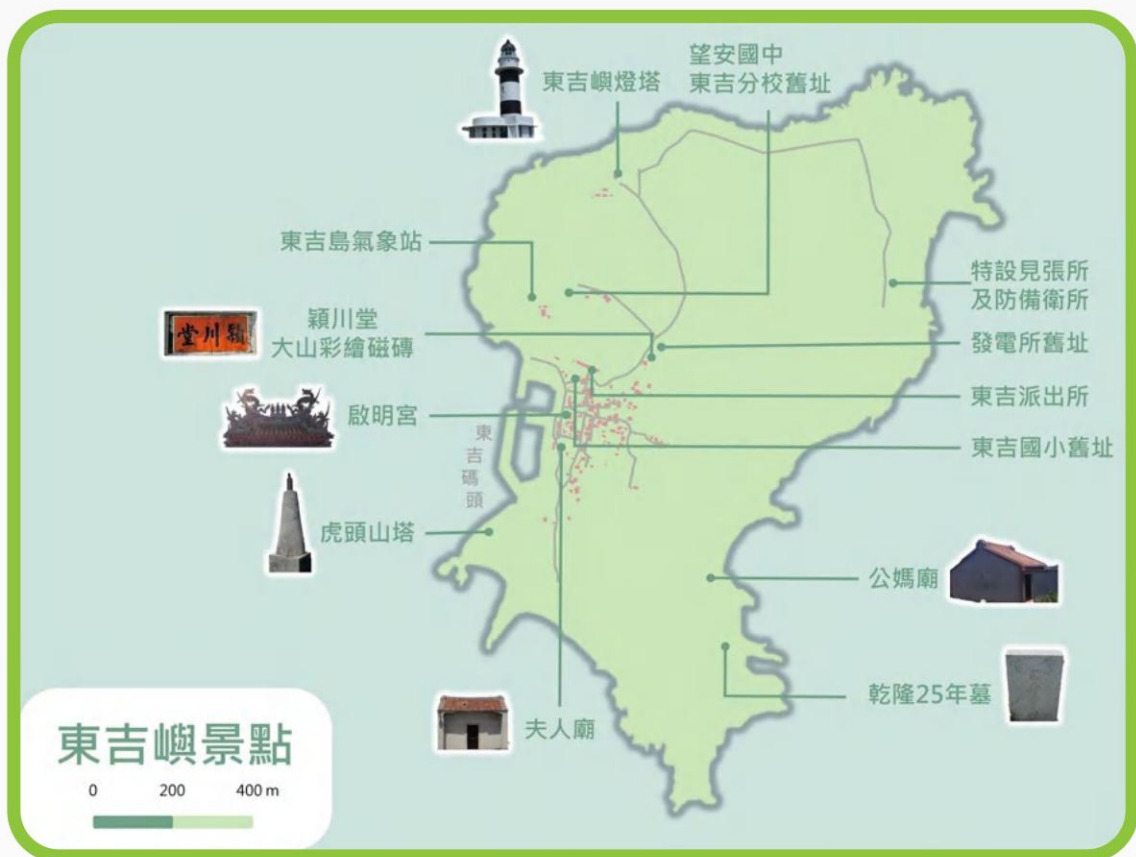 望安國中
東吉分校舊址
東吉嶼燈塔
東吉島氣象站
特設見張所
及防備衛所
穎川堂
大山彩繪磁磚
堂川穎
發電所舊址
啟明宮
東吉派出所
東吉碼頭
東吉國小舊址
虎頭山塔
公媽廟
乾隆25年墓
夫人廟
東吉嶼景點
0 200 400 m